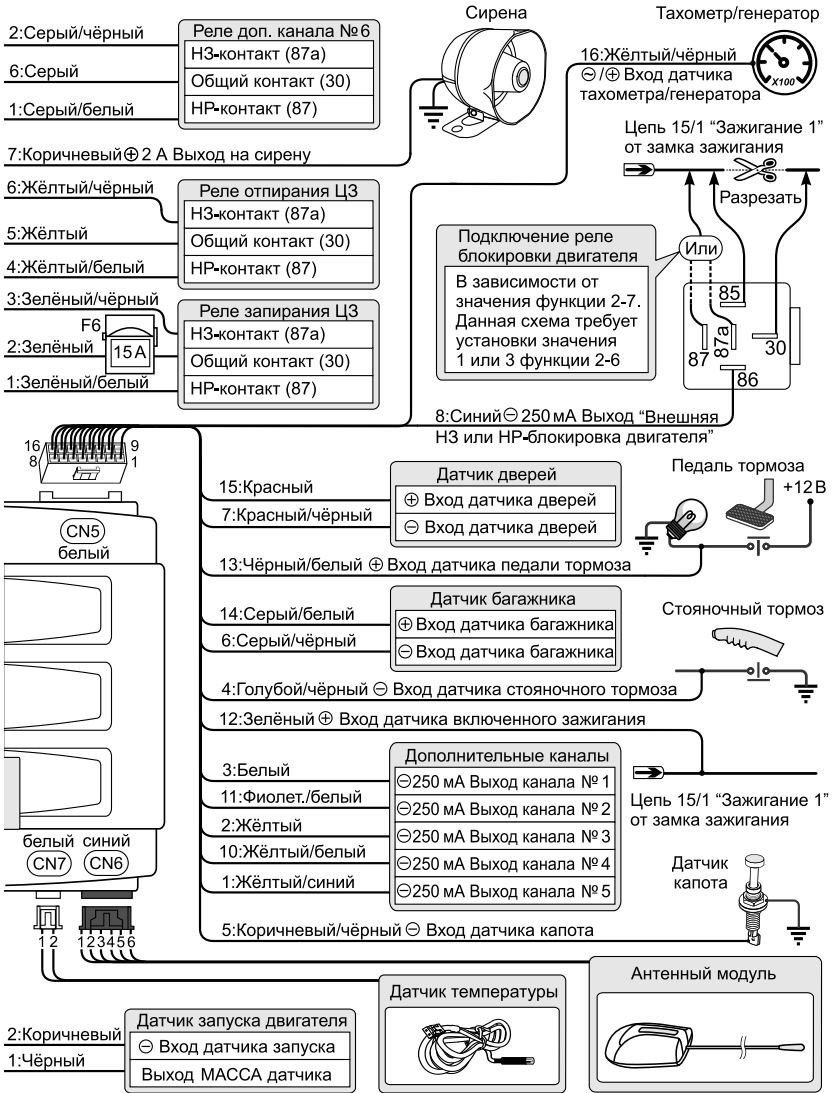 2:Серый/чёрный
6:Серый
1:Серый/белый
Реле доп. канала №6
НЗ-контакт (87а)
Общий контакт (30)
НР-контакт (87)
Сирена
Тахометр/генератор
X100
16:Жёлтый/чёрный
⊖/⊕ Вход датчика
тахометра/генератора
7:Коричневый⊕2 А Выход на сирену
Цепь 15/1 “Зажигание 1”
от замка зажигания
Разрезать
6:Жёлтый/чёрный
5:Жёлтый
4:Жёлтый/белый
Реле отпирания ЦЗ
НЗ-контакт (87а)
Общий контакт (30)
НР-контакт (87)
3:Зелёный/чёрный
F6
15А
2:Зелёный
1:Зелёный/белый
Реле запирания ЦЗ
НЗ-контакт (87а)
Общий контакт (30)
НР-контакт (87)
Подключение реле
блокировки двигателя
В зависимости от
значения функции 2-7.
Данная схема требует
установки значения
1 или 3 функции 2-6
Или
85
87
87а
30
86
8:Синий⊖250 мА Выход “Внешняя
НЗ или НР-блокировка двигателя”
16
9
8
1
CN5
белый
15:Красный
7:Красный/чёрный
Датчик дверей
⊕ Вход датчика дверей
⊖ Вход датчика дверей
Педаль тормоза
+12В
13:Чёрный/белый ⊕ Вход датчика педали тормоза
14:Серый/белый
6:Серый/чёрный
Датчик багажника
⊕ Вход датчика багажника
⊖ Вход датчика багажника
Стояночный тормоз
4:Голубой/чёрный ⊖ Вход датчика стояночного тормоза
12:Зелёный ⊕ Вход датчика включенного зажигания
3:Белый
11:Фиолет./белый
2:Жёлтый
10:Жёлтый/белый
1:Жёлтый/синий
Дополнительные каналы
⊖250 мА Выход канала № 1
⊖250 мА Выход канала № 2
⊖250 мА Выход канала № 3
⊖250 мА Выход канала № 4
⊖250 мА Выход канала № 5
Цепь 15/1 “Зажигание 1”
от замка зажигания
белый
CN7
синий
CN6
1 2
1 2 3 4 5 6
Датчик
капота
5:Коричневый/чёрный ⊖ Вход датчика капота
Датчик температуры
Антенный модуль
2:Коричневый
1:Чёрный
Датчик запуска двигателя
⊖ Вход датчика запуска
Выход МАССА датчика